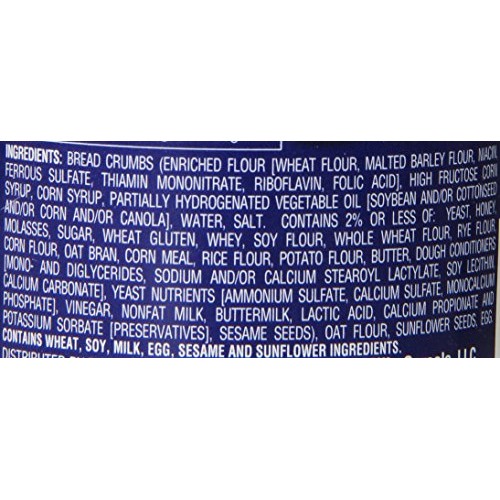 INGREDIENTS: BREAD CRUMBS (ENRICHED FLOUR [WHEAT FLOUR, MALTED BARLEY FLOUR,
FERROUS SULFATE, THIAMIN MONONITRATE, RIBOFLAVIN, FOLIC ACID], HIGH FRUCTOSE CORN
SYRUP, CORN SYRUP, PARTIALLY HYDROGENATED VEGETABLE OIL [SOYBEAN AND/OR COTTONSEED
AND/OR CORN AND/OR CANOLA], WATER, SALT. CONTAINS 2% OR LESS OF: YEAST, HONEY
MOLASSES, SUGAR, WHEAT GLUTEN, WHEY, SOY FLOUR, WHOLE WHEAT FLOUR, RYE FLOUR
CORN FLOUR, OAT BRAN, CORN MEAL, RICE FLOUR, POTATO FLOUR, BUTTER, DOUGH CONDITIONERS
[MONO- AND DIGLYCERIDES, SODIUM AND/OR CALCIUM STEAROYL LACTYLATE, SOY LECITHIN
CALCIUM CARBONATE], YEAST NUTRIENTS [AMMONIUM SULFATE, CALCIUM SULFATE, MONOCALCIUM
PHOSPHATE], VINEGAR, NONFAT MILK, BUTTERMILK, LACTIC ACID, CALCIUM PROPIONATE AND
POTASSIUM SORBATE [PRESERVATIVES], SESAME SEEDS), OAT FLOUR, SUNFLOWER SEEDS, EGG.
CONTAINS WHEAT, SOY, MILK, EGG, SESAME AND SUNFLOWER INGREDIENTS.
LLC